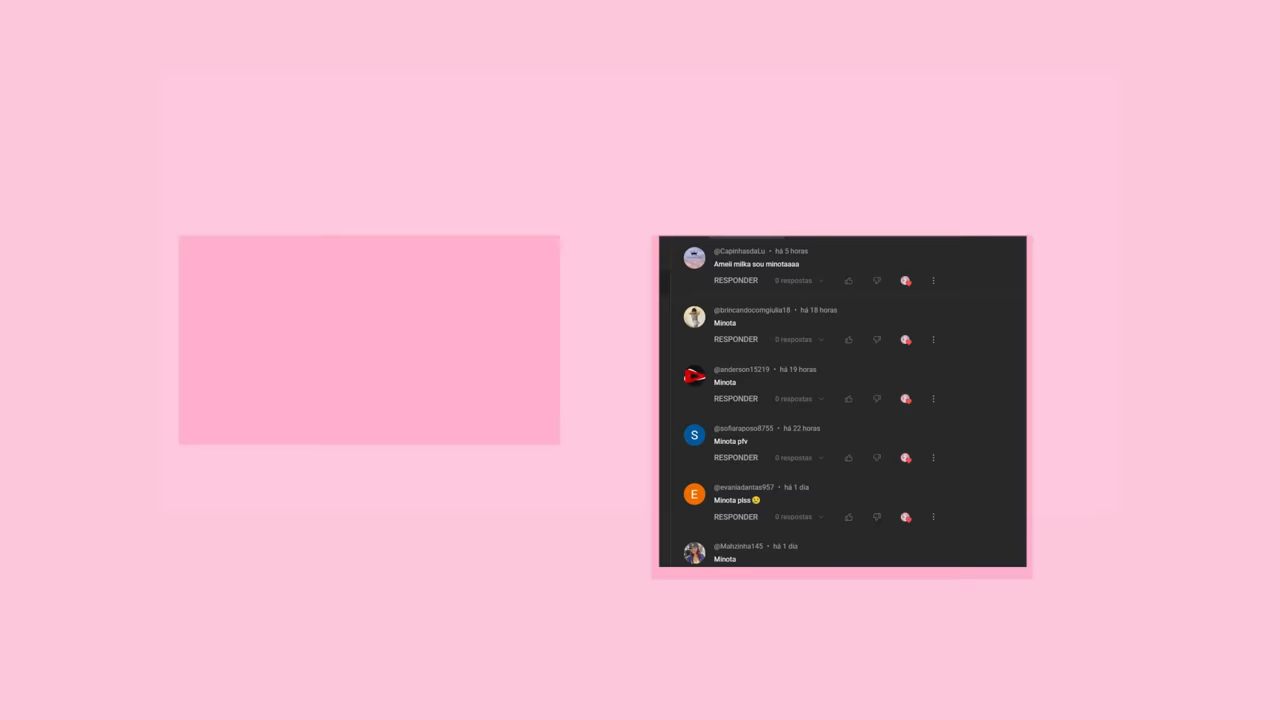 @CapinhasdaLu • há 5 horas
Ameii milka sou minotaaaa
RESPONDER 0 respostas
@brincandocomgiulia18 • há 18 horas
Minota
RESPONDER 0 respostas
@anderson15219 • há 19 horas
Minota
RESPONDER 0 respostas
S
@sofiaraposo8755 • há 22 horas
Minota pfv
RESPONDER 0 respostas
E
@evaniadantas957 • há 1 dia
Minota plss😢
RESPONDER 0 respostas
@Mahzinha145 • há 1 dia
Minota